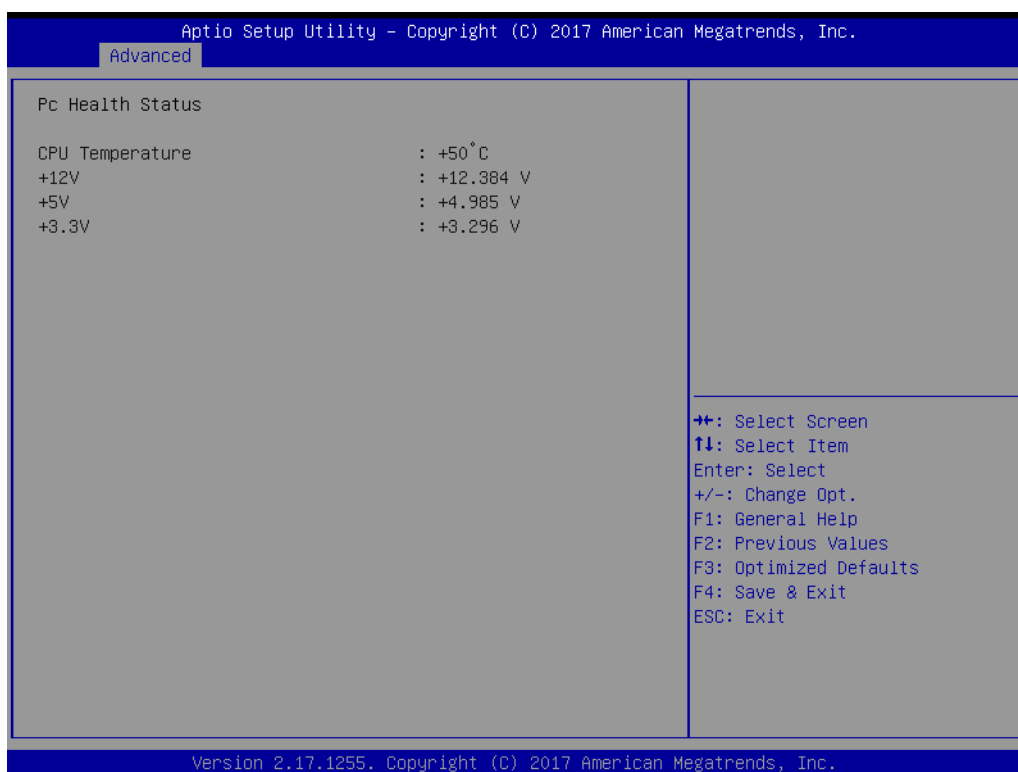 Aptio Setup Utility – Copyright (C) 2017 American Megatrends, Inc.
Advanced
Pc Health Status
CPU Temperature : +50°C
+12V : +12.384 V
+5V : +4.985 V
+3.3V : +3.296 V
→←: Select Screen
↑↓: Select Item
Enter: Select
+/-: Change Opt.
F1: General Help
F2: Previous Values
F3: Optimized Defaults
F4: Save & Exit
ESC: Exit
Version 2.17.1255. Copyright (C) 2017 American Megatrends, Inc.